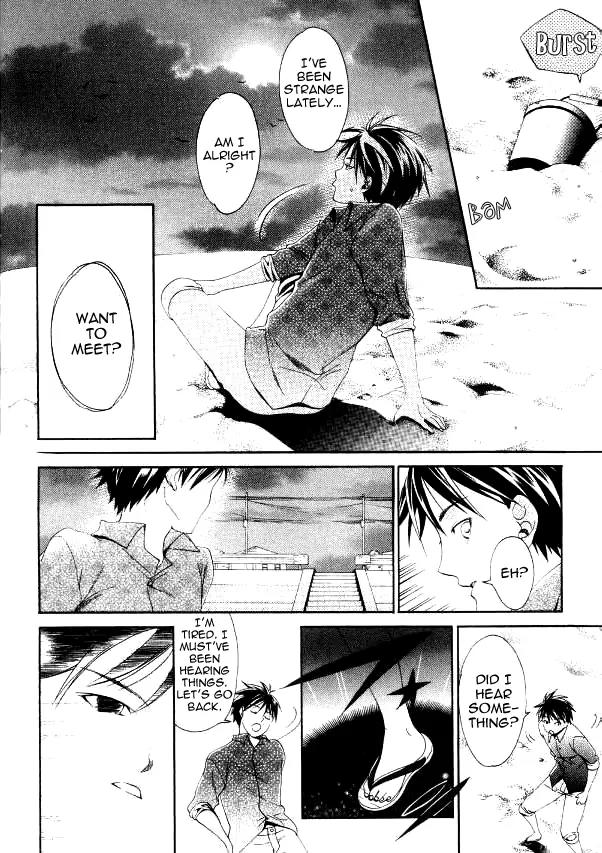 Burst
BAM
I'VE
BEEN
STRANGE
LATELY...
AM I
ALRIGHT
?
WANT
TO
MEET?
EH?
DID I
HEAR
SOME-
THING?
I'M
TIRED. I
MUST'VE
BEEN
HEARING
THINGS.
LET'S GO
BACK.